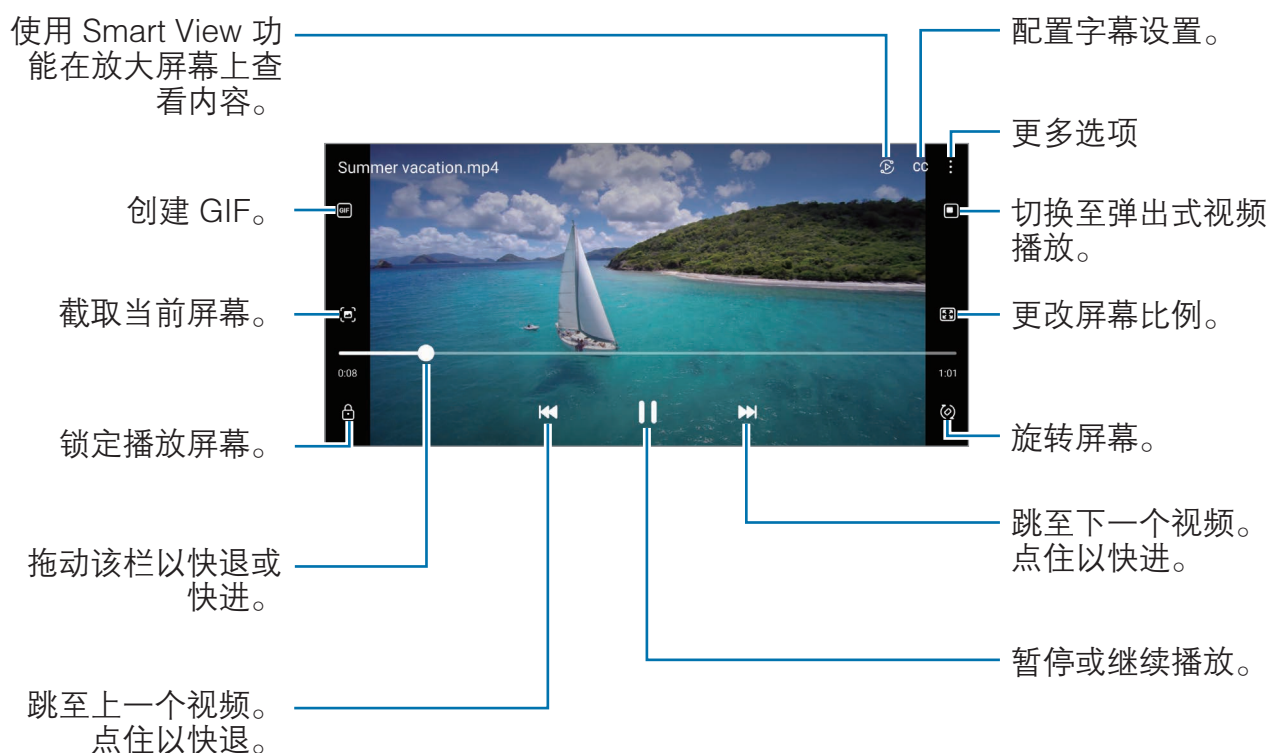 使用 Smart View 功
能在放大屏幕上查
看内容。
配置字幕设置。
更多选项
Summer vacation.mp4
CC
创建 GIF。
GIF
切换至弹出式视频
播放。
截取当前屏幕。
更改屏幕比例。
0:08
1:01
锁定播放屏幕。
旋转屏幕。
拖动该栏以快退或
快进。
跳至下一个视频。
点住以快进。
暂停或继续播放。
跳至上一个视频。
点住以快退。